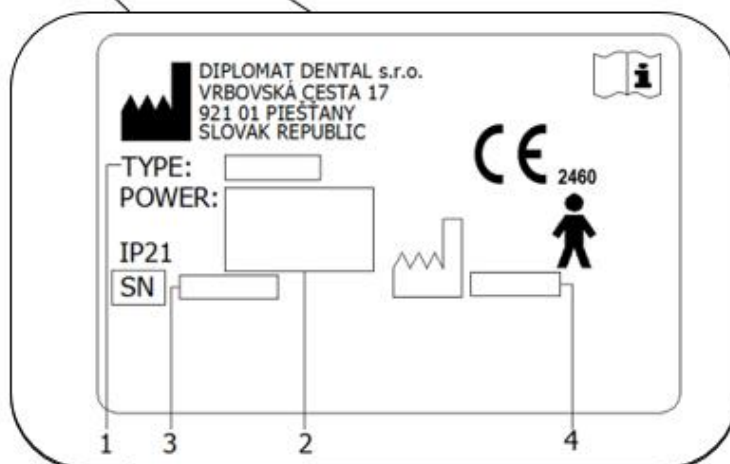 DIPLOMAT DENTAL s.r.o.
VRBOVSKÁ CESTA 17
921 01 PIEŠŤANY
SLOVAK REPUBLIC
TYPE:
POWER:
CE 2460
IP21
SN
1 3 2 4